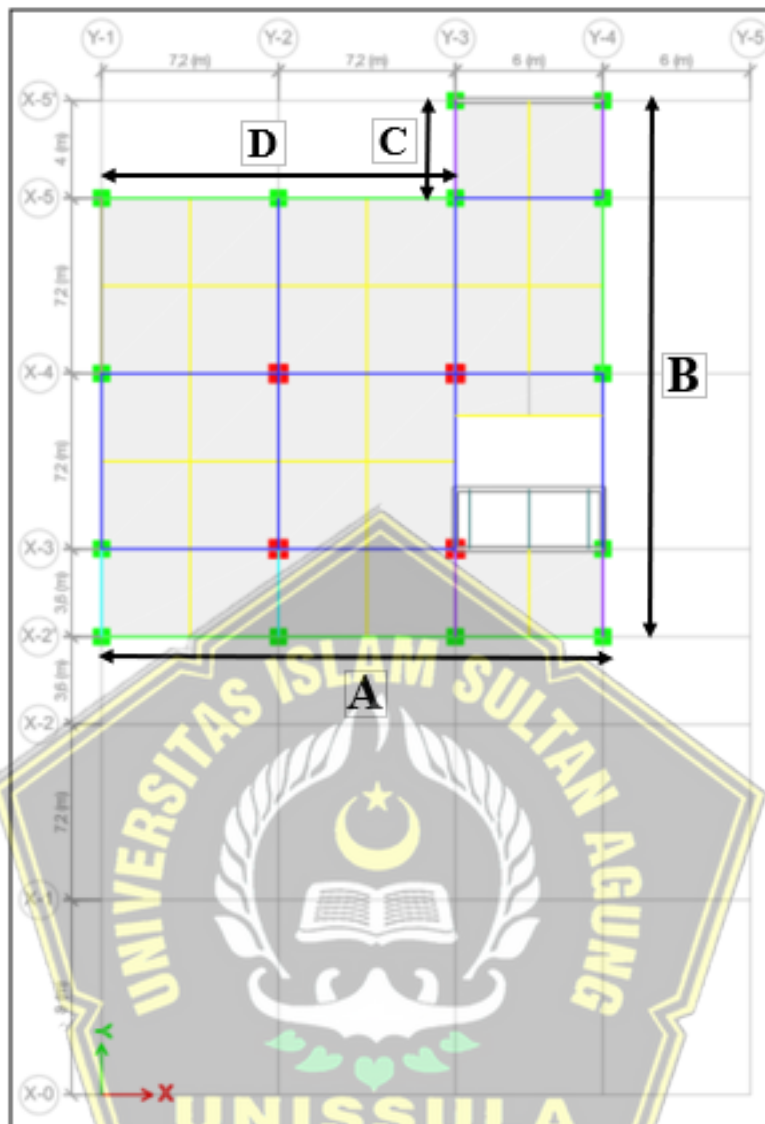 Y-1 Y-2 Y-3 Y-4 Y-5
7,2 (m) 7,2 (m) 6 (m) 6 (m)
X-5'
4 (m)
D
C
X-5
7,2 (m)
X-4
B
7,2 (m)
X-3
3,6 (m)
X-2'
A
3,6 (m)
X-2
7,2 (m)
X-1
Y
X-0
X
UNIVERSITAS ISLAM SULTAN AGUNG
UNISSULA